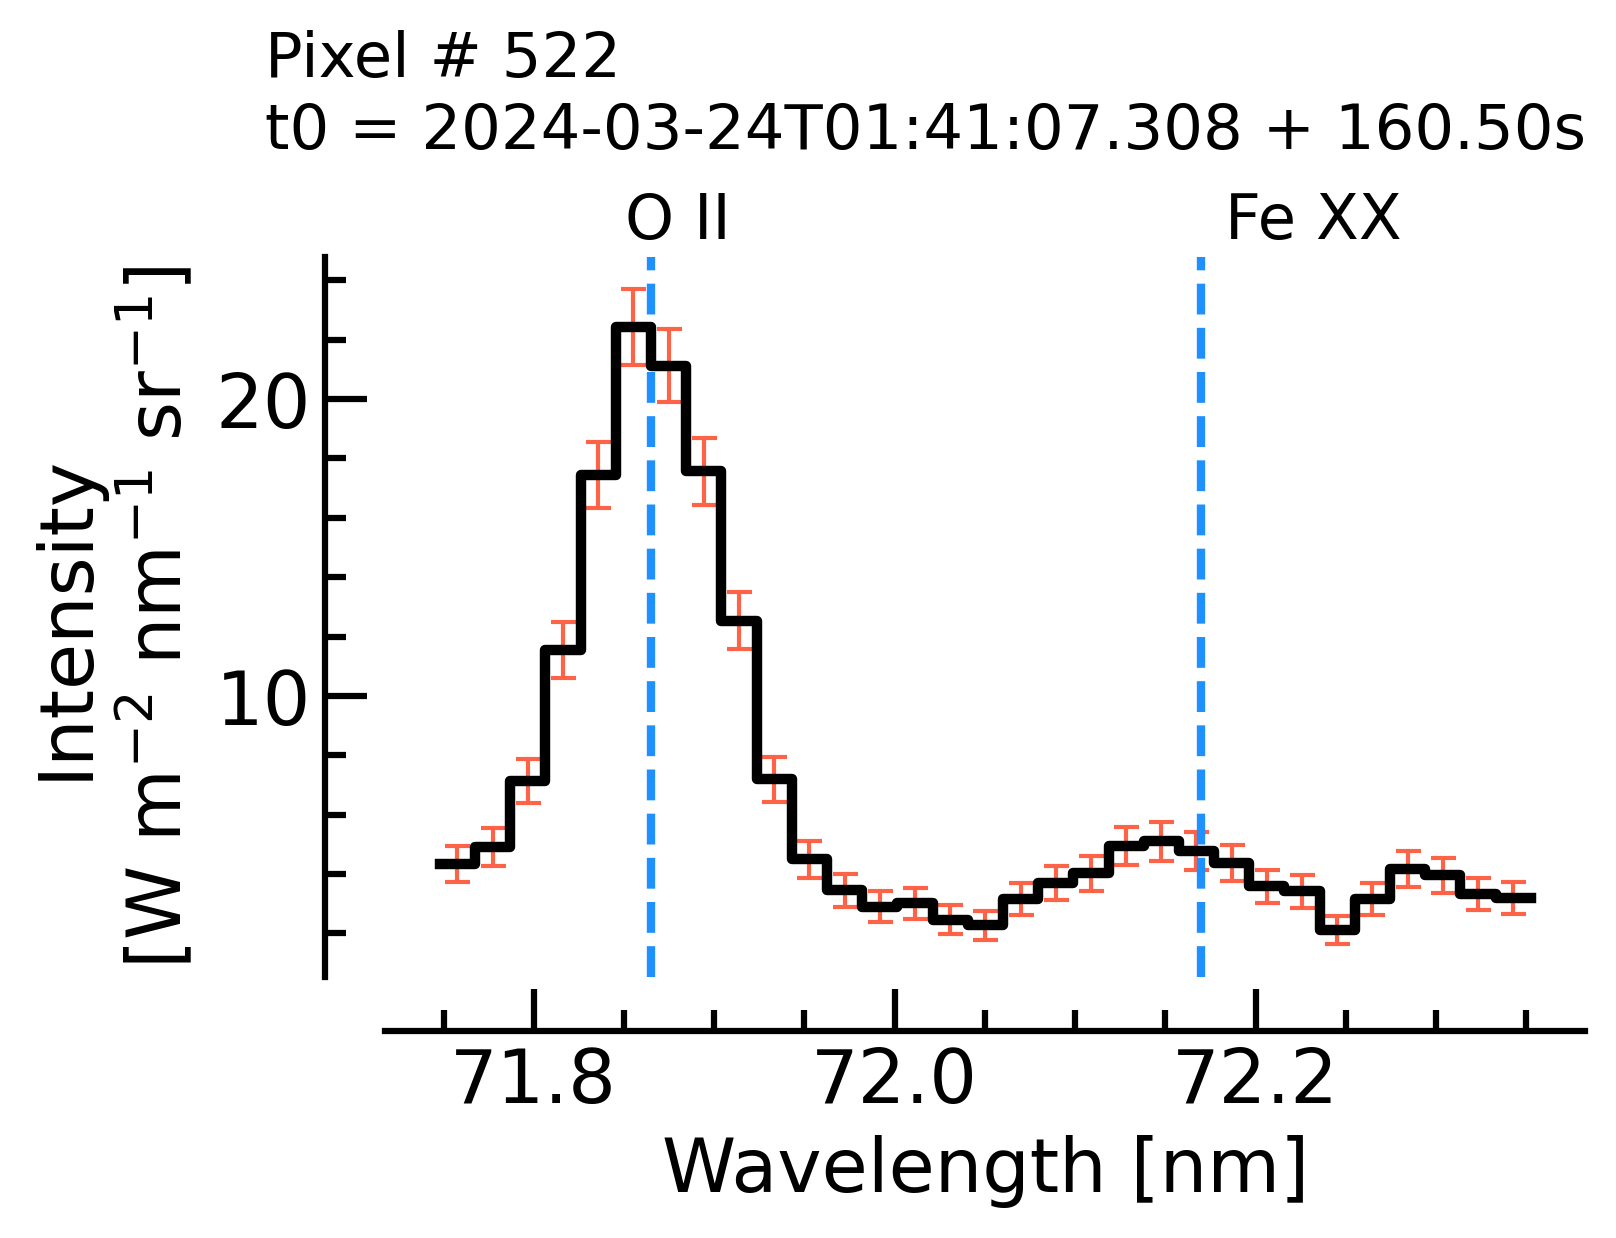 Pixel # 522
t0 = 2024-03-24T01:41:07.308 + 160.50s
O II
Fe XX
Intensity
[W m⁻² nm⁻¹ sr⁻¹]
20
10
71.8
72.0
72.2
Wavelength [nm]